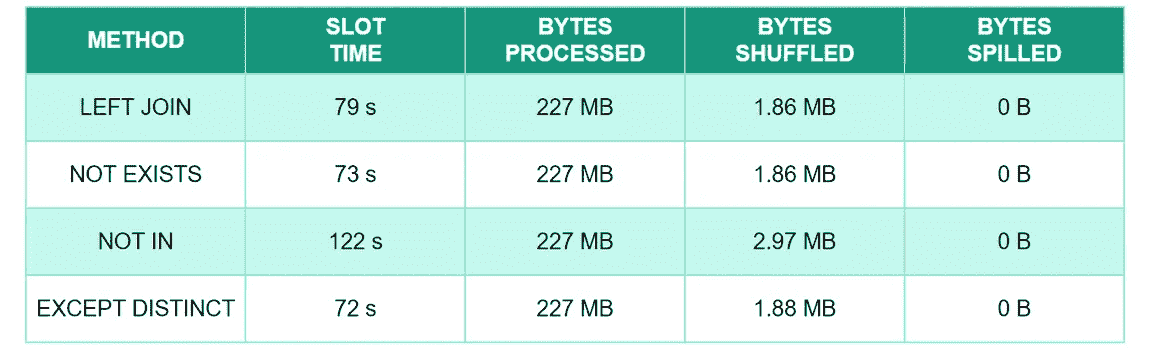 METHOD SLOT TIME BYTES PROCESSED BYTES SHUFFLED BYTES SPILLED
LEFT JOIN 79 s 227 MB 1.86 MB 0 B
NOT EXISTS 73 s 227 MB 1.86 MB 0 B
NOT IN 122 s 227 MB 2.97 MB 0 B
EXCEPT DISTINCT 72 s 227 MB 1.88 MB 0 B